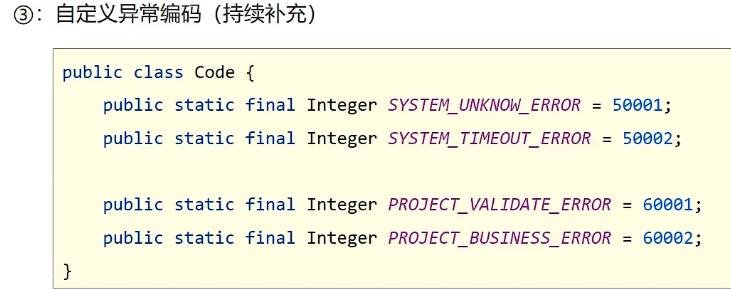 ③：自定义异常编码（持续补充）
public class Code {
    public static final Integer SYSTEM_UNKNOW_ERROR = 50001;
    public static final Integer SYSTEM_TIMEOUT_ERROR = 50002;
    public static final Integer PROJECT_VALIDATE_ERROR = 60001;
    public static final Integer PROJECT_BUSINESS_ERROR = 60002;
}